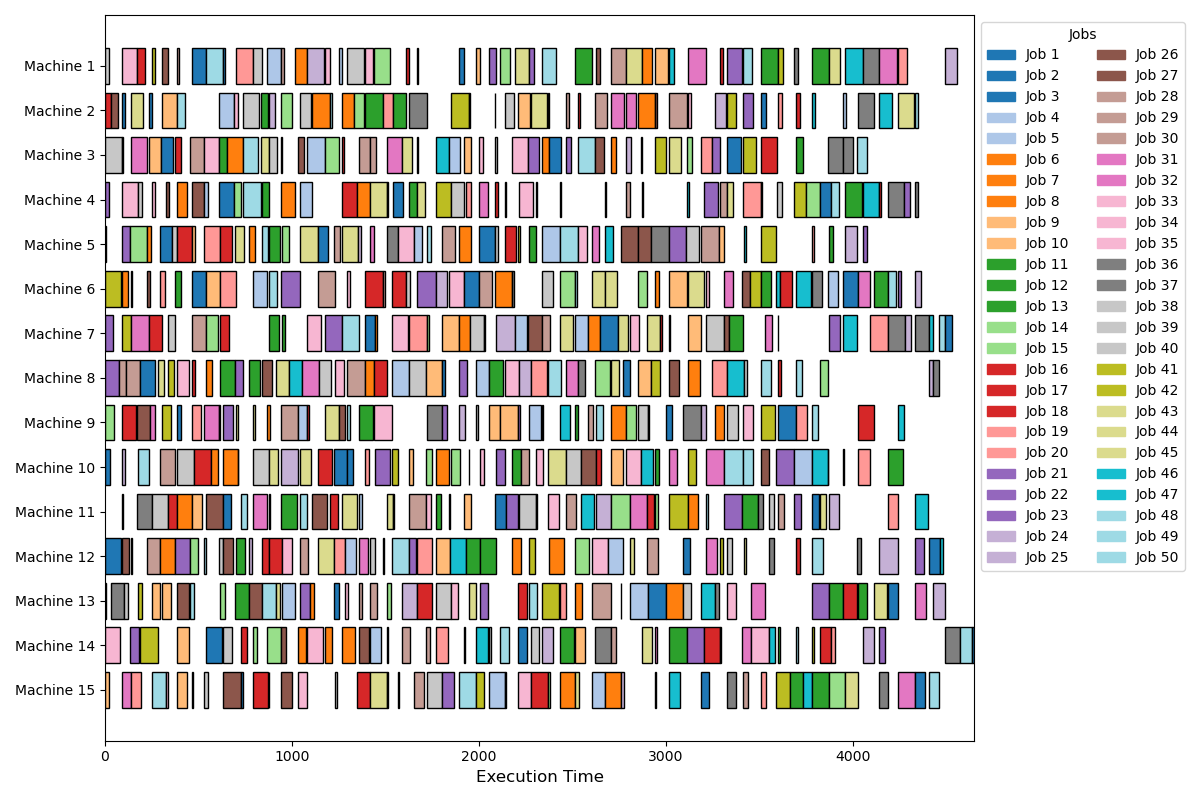 Machine 1
Machine 2
Machine 3
Machine 4
Machine 5
Machine 6
Machine 7
Machine 8
Machine 9
Machine 10
Machine 11
Machine 12
Machine 13
Machine 14
Machine 15
0 1000 2000 3000 4000
Execution Time
Jobs
Job 1 Job 26
Job 2 Job 27
Job 3 Job 28
Job 4 Job 29
Job 5 Job 30
Job 6 Job 31
Job 7 Job 32
Job 8 Job 33
Job 9 Job 34
Job 10 Job 35
Job 11 Job 36
Job 12 Job 37
Job 13 Job 38
Job 14 Job 39
Job 15 Job 40
Job 16 Job 41
Job 17 Job 42
Job 18 Job 43
Job 19 Job 44
Job 20 Job 45
Job 21 Job 46
Job 22 Job 47
Job 23 Job 48
Job 24 Job 49
Job 25 Job 50